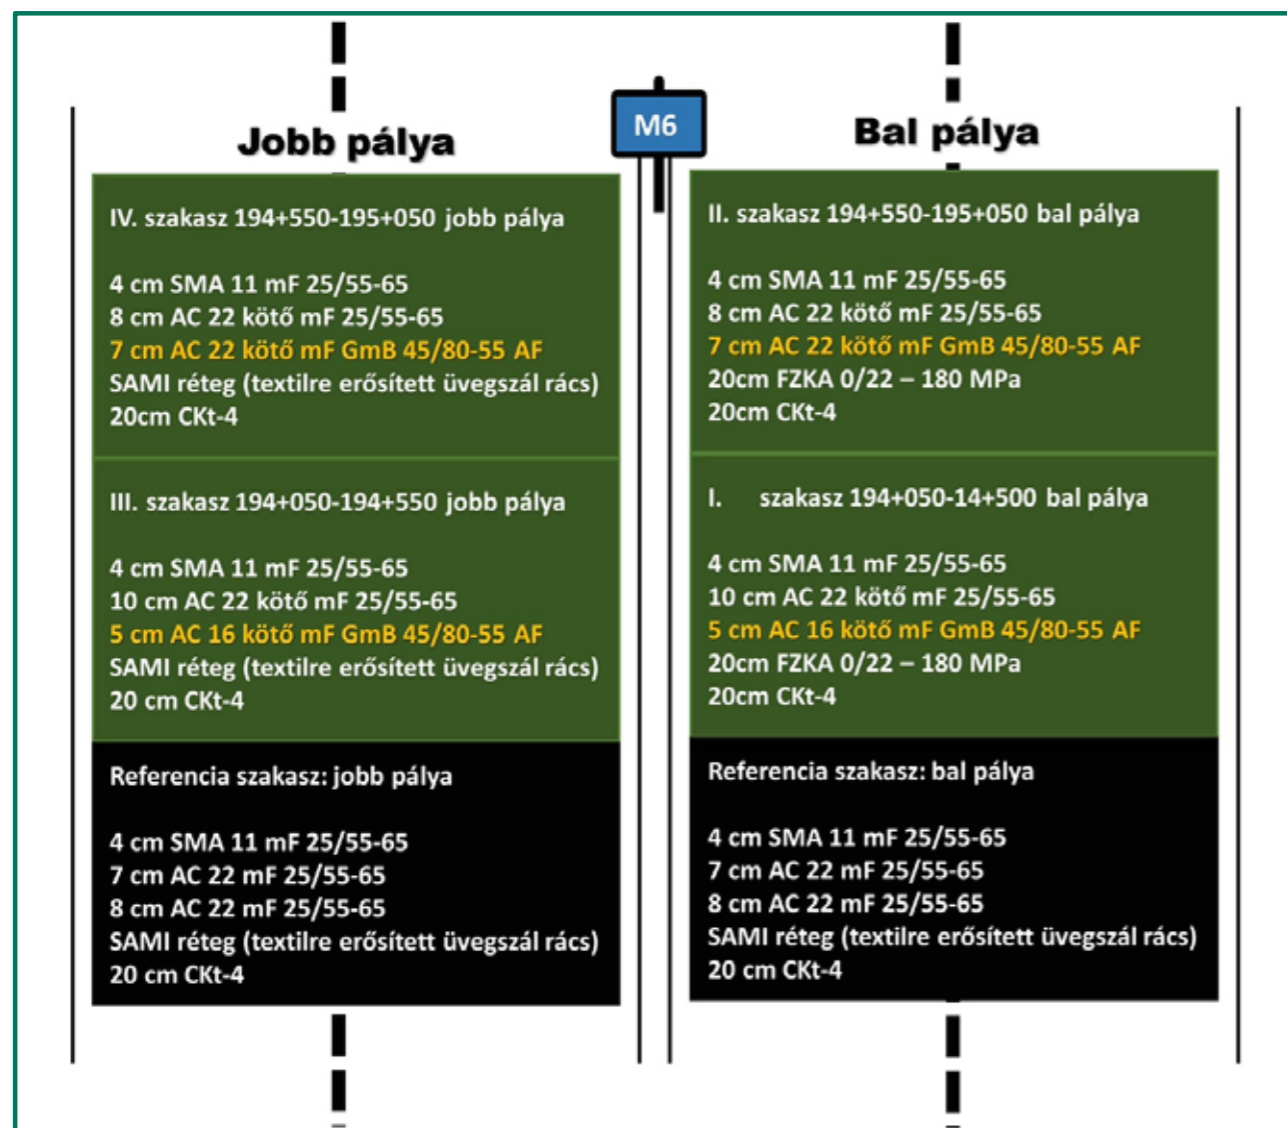 M6
Jobb pálya
IV. szakasz 194+550-195+050 jobb pálya
4 cm SMA 11 mF 25/55-65
8 cm AC 22 kötő mF 25/55-65
7 cm AC 22 kötő mF GmB 45/80-55 AF
SAMI réteg (textilre erősített üvegszál rács)
20cm CKt-4
III. szakasz 194+050-194+550 jobb pálya
4 cm SMA 11 mF 25/55-65
10 cm AC 22 kötő mF 25/55-65
5 cm AC 16 kötő mF GmB 45/80-55 AF
SAMI réteg (textilre erősített üvegszál rács)
20 cm CKt-4
Referencia szakasz: jobb pálya
4 cm SMA 11 mF 25/55-65
7 cm AC 22 mF 25/55-65
8 cm AC 22 mF 25/55-65
SAMI réteg (textilre erősített üvegszál rács)
20 cm CKt-4
Bal pálya
II. szakasz 194+550-195+050 bal pálya
4 cm SMA 11 mF 25/55-65
8 cm AC 22 kötő mF 25/55-65
7 cm AC 22 kötő mF GmB 45/80-55 AF
20cm FZKA 0/22 – 180 MPa
20cm CKt-4
I. szakasz 194+050-14+500 bal pálya
4 cm SMA 11 mF 25/55-65
10 cm AC 22 kötő mF 25/55-65
5 cm AC 16 kötő mF GmB 45/80-55 AF
20cm FZKA 0/22 – 180 MPa
20cm CKt-4
Referencia szakasz: bal pálya
4 cm SMA 11 mF 25/55-65
7 cm AC 22 mF 25/55-65
8 cm AC 22 mF 25/55-65
SAMI réteg (textilre erősített üvegszál rács)
20 cm CKt-4